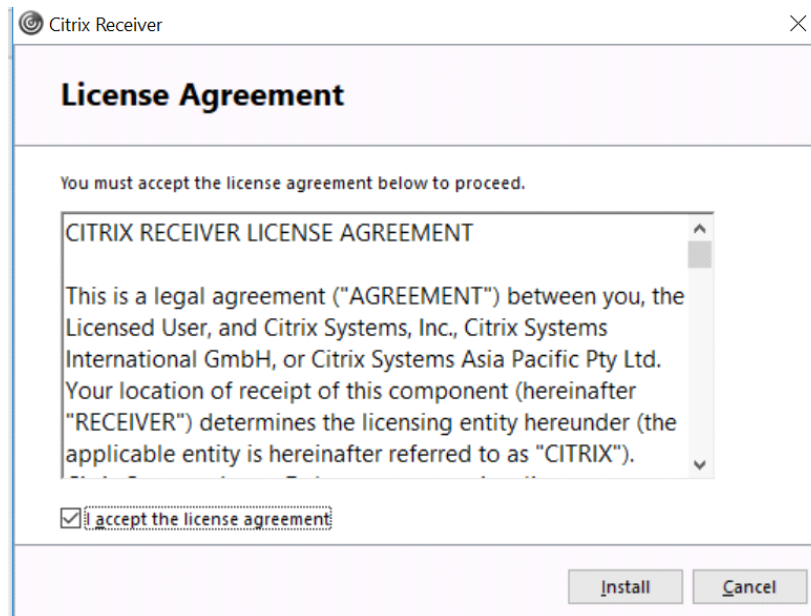 Citrix Receiver
License Agreement
You must accept the license agreement below to proceed.
CITRIX RECEIVER LICENSE AGREEMENT
This is a legal agreement ("AGREEMENT") between you, the
Licensed User, and Citrix Systems, Inc., Citrix Systems
International GmbH, or Citrix Systems Asia Pacific Pty Ltd.
Your location of receipt of this component (hereinafter
"RECEIVER") determines the licensing entity hereunder (the
applicable entity is hereinafter referred to as "CITRIX").
I accept the license agreement
Install
Cancel